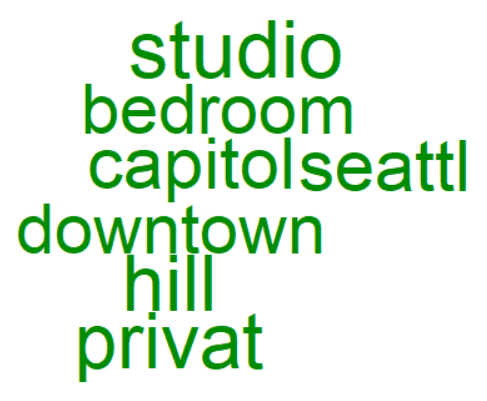 studio
bedroom
capitol seattl
downtown
hill
privat